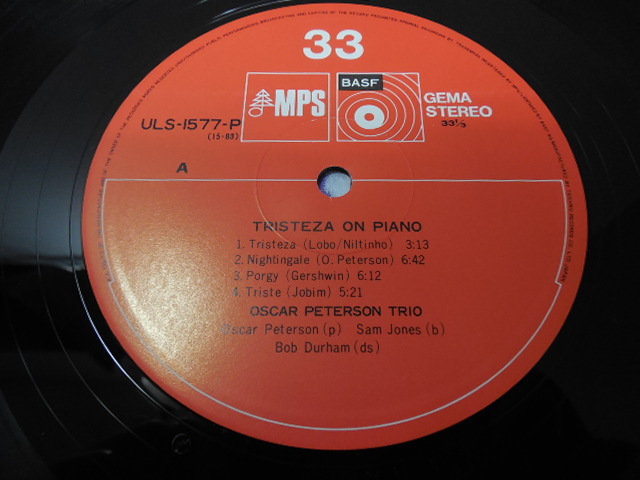 33
MPS
BASF
GEMA
STEREO
33⅓
ULS-1577-P
(15-83)
A
TRISTEZA ON PIANO
1. Tristeza (Lobo/Niltinho) 3:13
2. Nightingale (O. Peterson) 6:42
3. Porgy (Gershwin) 6:12
4. Triste (Jobim) 5:21
OSCAR PETERSON TRIO
Oscar Peterson (p) Sam Jones (b)
Bob Durham (ds)